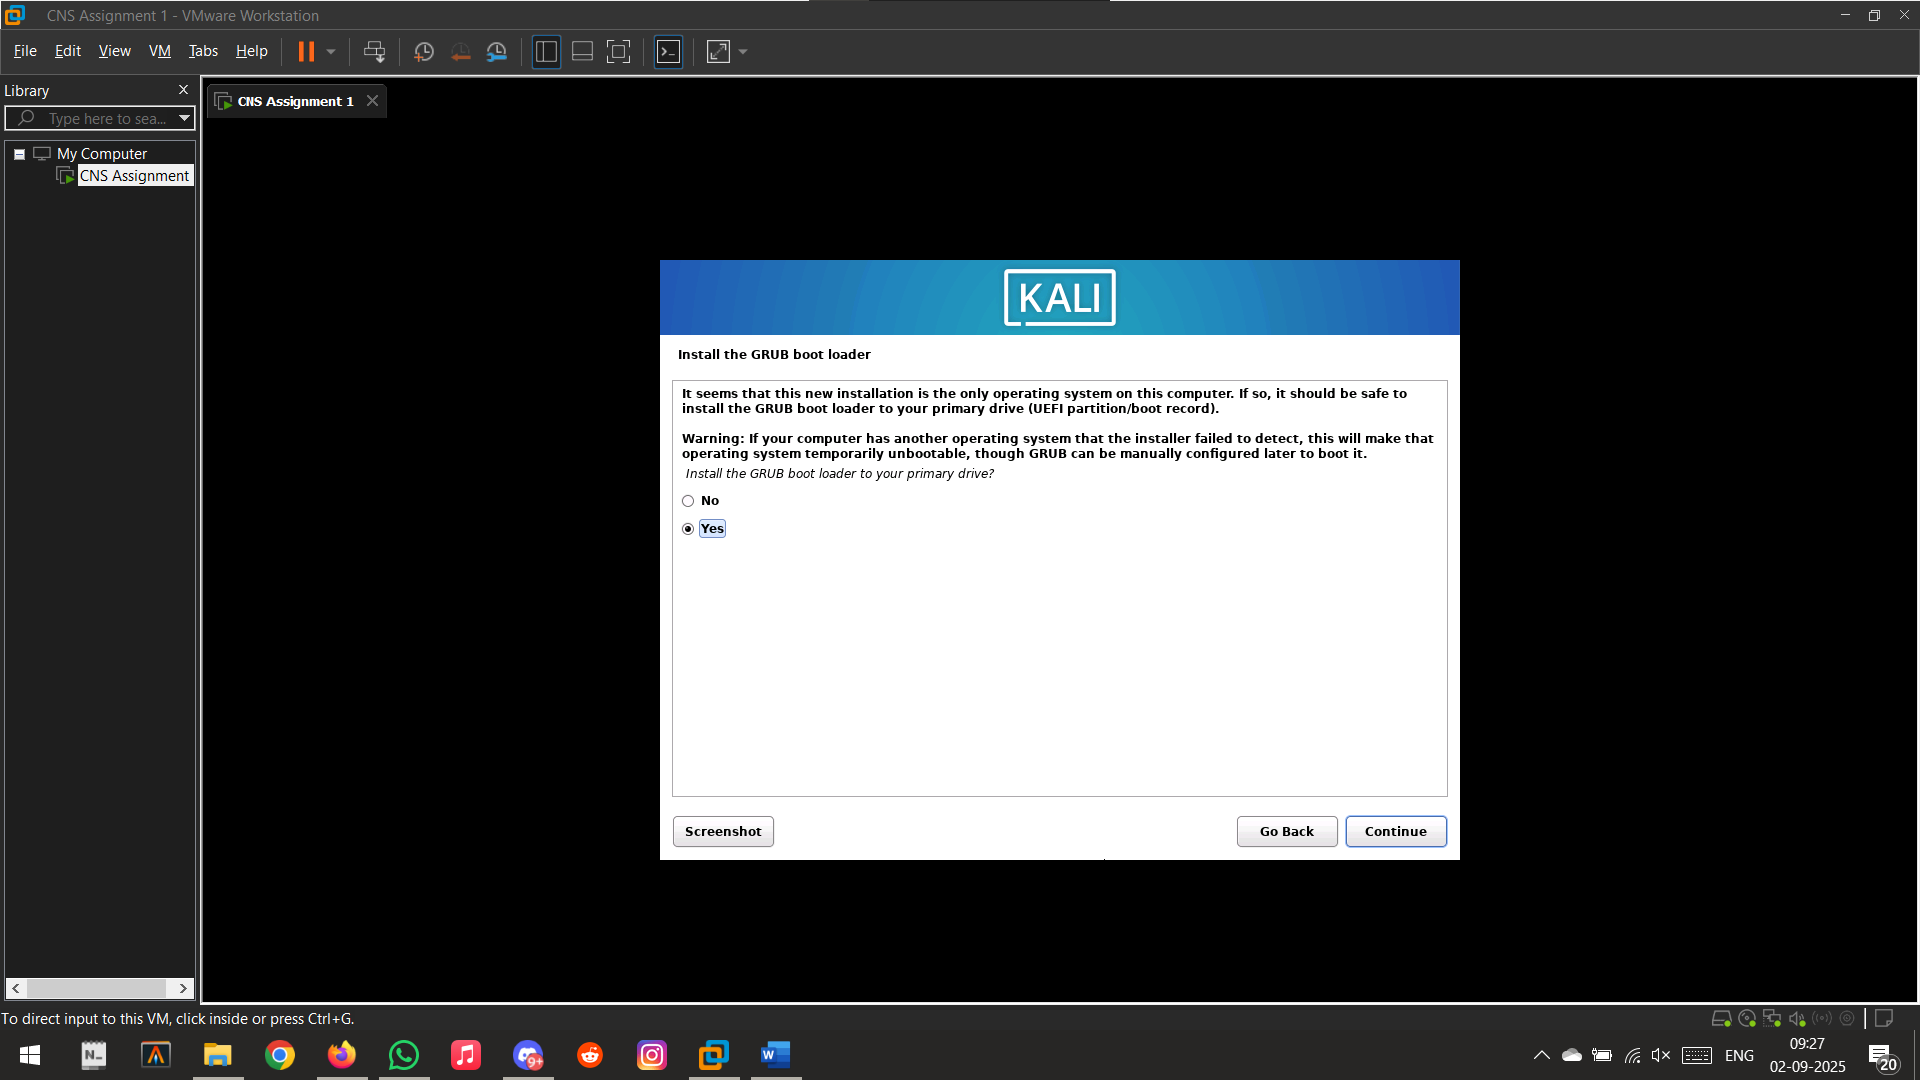 CNS Assignment 1 - VMware Workstation
File Edit View VM Tabs Help
Library
CNS Assignment 1
Type here to sea...
My Computer
CNS Assignment
KALI
Install the GRUB boot loader
It seems that this new installation is the only operating system on this computer. If so, it should be safe to
install the GRUB boot loader to your primary drive (UEFI partition/boot record).
Warning: If your computer has another operating system that the installer failed to detect, this will make that
operating system temporarily unbootable, though GRUB can be manually configured later to boot it.
Install the GRUB boot loader to your primary drive?
No
Yes
Screenshot
Go Back
Continue
To direct input to this VM, click inside or press Ctrl+G.
N_
9+
W
ENG
09:27
02-09-2025
20